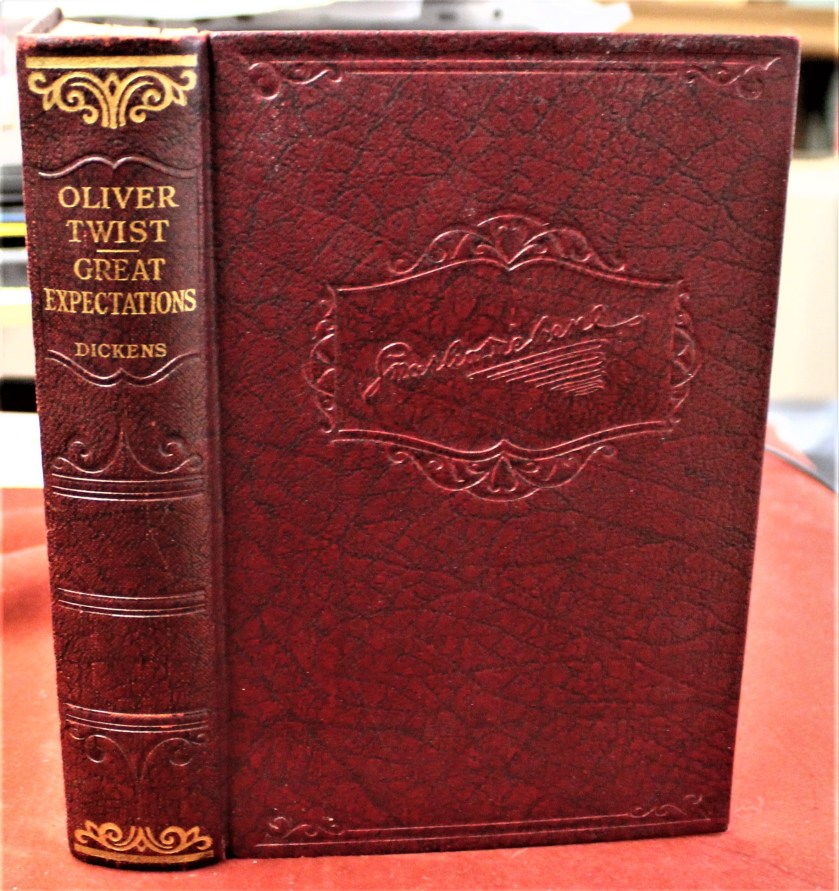 OLIVER
TWIST
GREAT
EXPECTATIONS
DICKENS